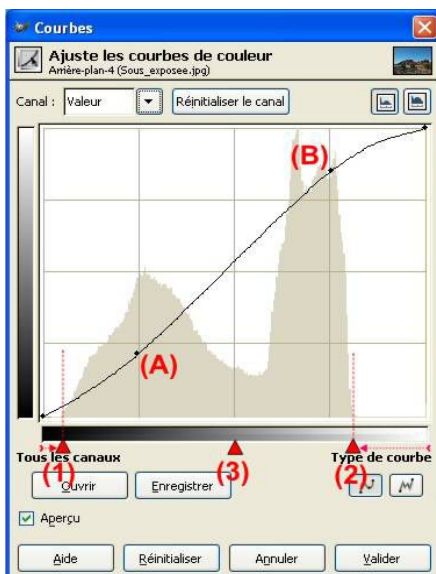 Courbes
Ajuste les courbes de couleur
Arrière-plan-4 (Sous_exposee.jpg)
Canal : Valeur Réinitialiser le canal
(B)
(A)
(1) (3) (2)
Tous les canaux Type de courbe
Ouvrir Enregistrer
Aperçu
Aide Réinitialiser Annuler Valider